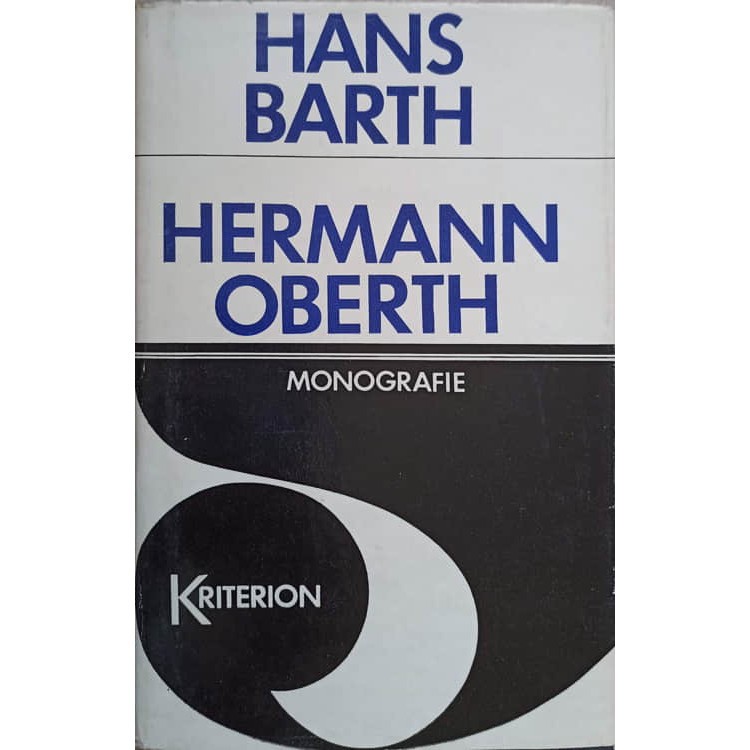 HANS
BARTH
HERMANN
OBERTH
MONOGRAFIE
KRITERION